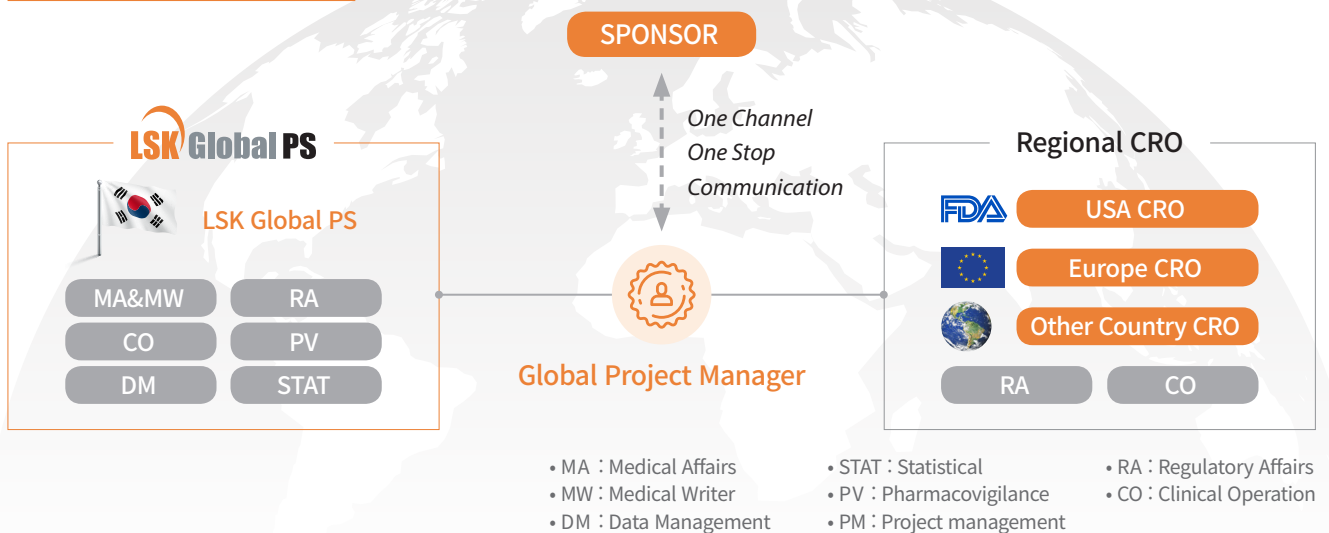 SPONSOR
One Channel
One Stop
Communication
LSK Global PS
LSK Global PS
MA&MW
RA
CO
PV
DM
STAT
Global Project Manager
Regional CRO
FDA
USA CRO
Europe CRO
Other Country CRO
RA
CO
• MA : Medical Affairs
• MW : Medical Writer
• DM : Data Management
• STAT : Statistical
• PV : Pharmacovigilance
• PM : Project management
• RA : Regulatory Affairs
• CO : Clinical Operation